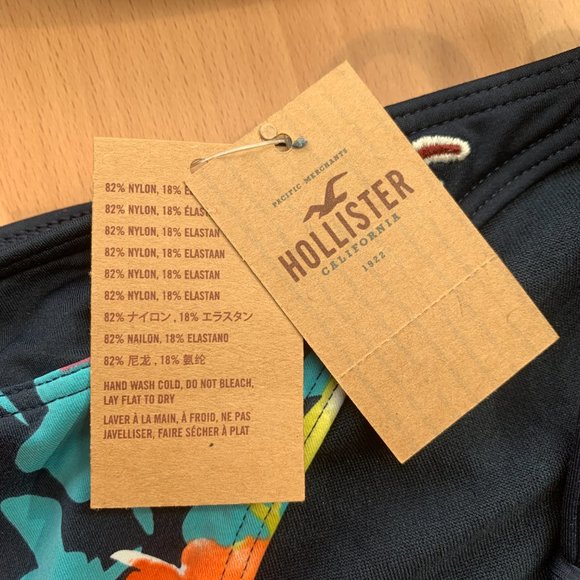 82% NYLON, 18% ELAS
82% NYLON, 18% ÉLAST
82% NYLON, 18% ELASTAN
82% NYLON, 18% ELASTAAN
82% NYLON, 18% ELASTAN
82% NYLON, 18% ELASTAN
82% ナイロン , 18% エラスタン
82% NAILON, 18% ELASTANO
82% 尼龙 , 18% 氨纶
HAND WASH COLD, DO NOT BLEACH,
LAY FLAT TO DRY
LAVER À LA MAIN, À FROID, NE PAS
JAVELLISER, FAIRE SÉCHER À PLAT
PACIFIC MERCHANTS
HOLLISTER
CALIFORNIA
1922